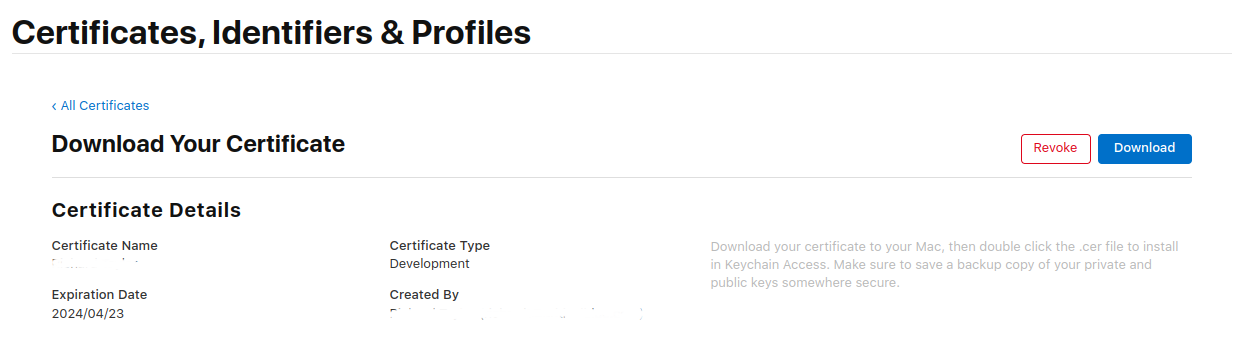 Certificates, Identifiers & Profiles
‹ All Certificates
Download Your Certificate
Revoke
Download
Certificate Details
Certificate Name
Certificate Type
Development
Expiration Date
2024/04/23
Created By
Download your certificate to your Mac, then double click the .cer file to install
in Keychain Access. Make sure to save a backup copy of your private and
public keys somewhere secure.